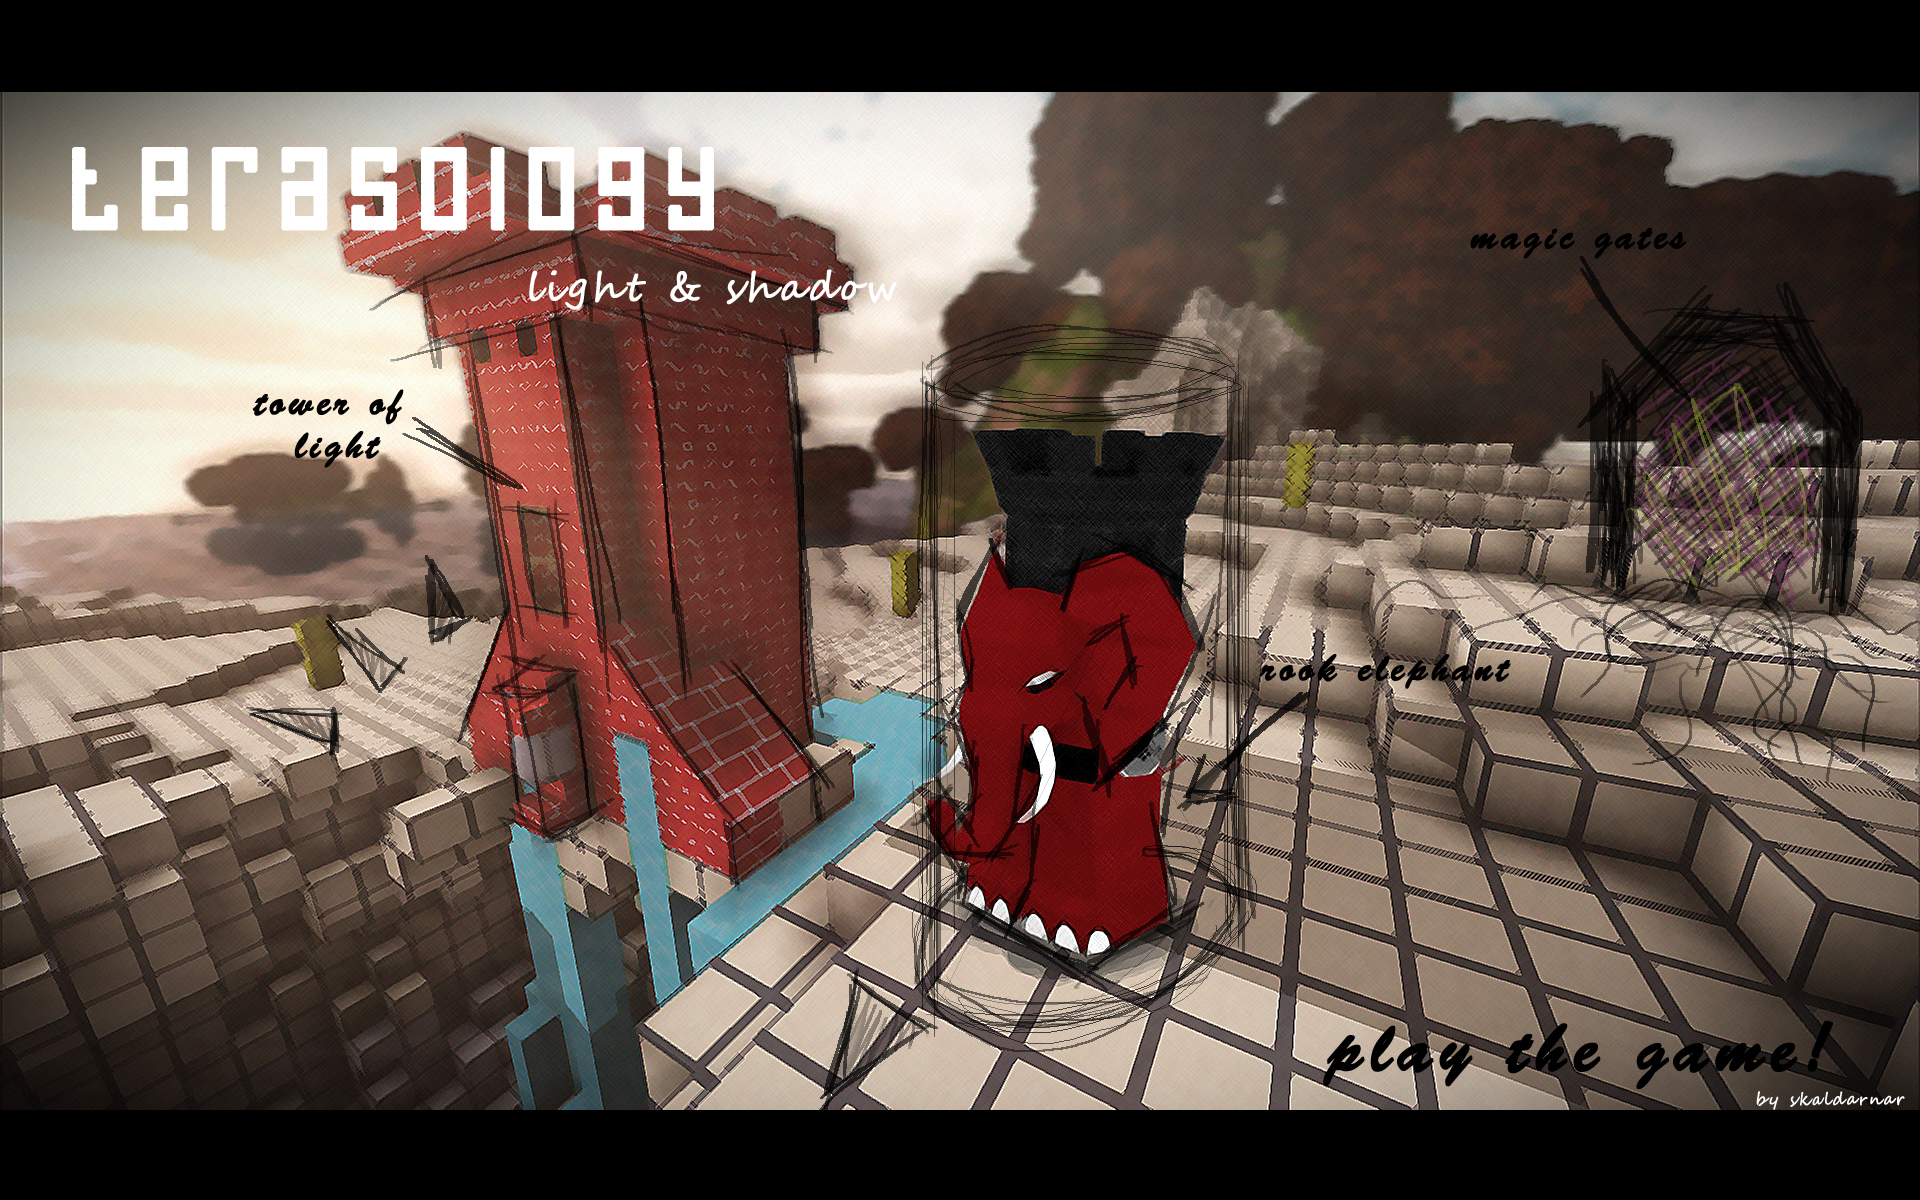 terasology
light & shadow
magic gates
tower of
light
rook elephant
play the game!
by skaldarnar